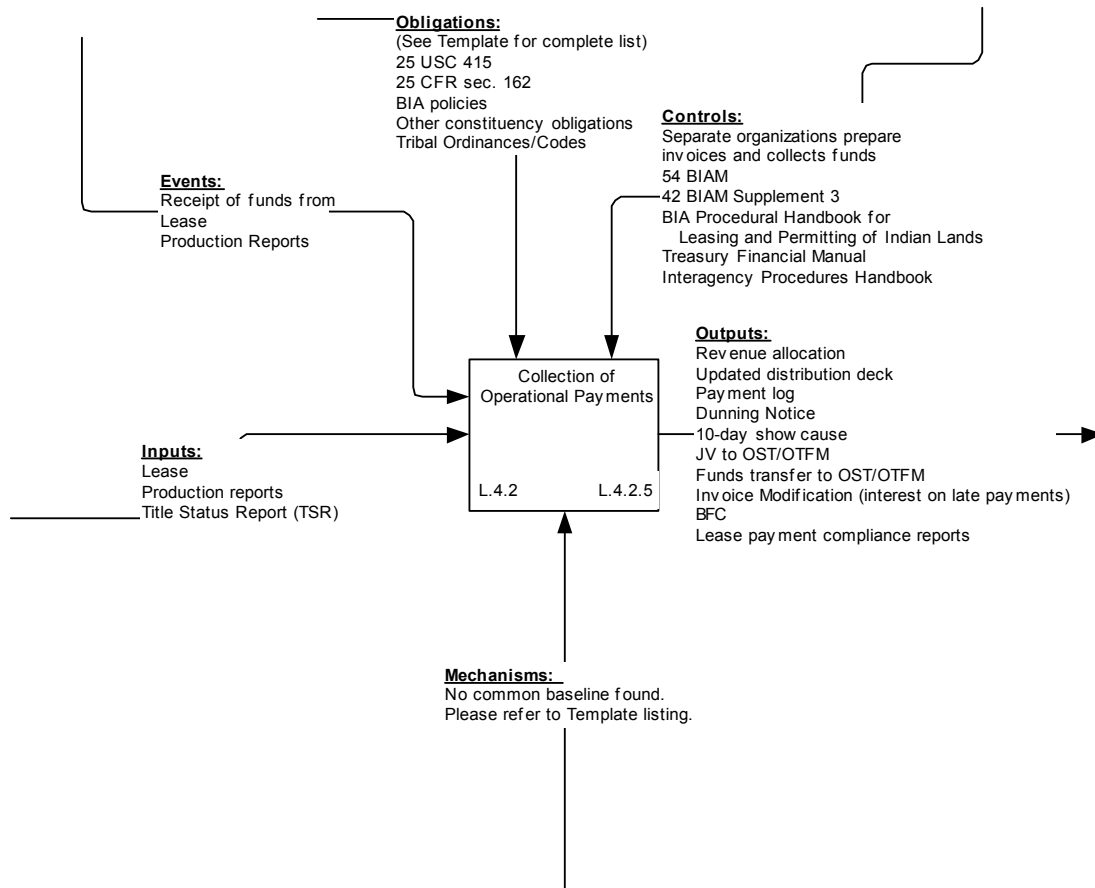 Obligations:
(See Template for complete list)
25 USC 415
25 CFR sec. 162
BIA policies
Other constituency obligations
Tribal Ordinances/Codes
Controls:
Separate organizations prepare
invoices and collects funds
54 BIAM
42 BIAM Supplement 3
BIA Procedural Handbook for
Leasing and Permitting of Indian Lands
Treasury Financial Manual
Interagency Procedures Handbook
Events:
Receipt of funds from
Lease
Production Reports
Collection of
Operational Payments
L.4.2 L.4.2.5
Inputs:
Lease
Production reports
Title Status Report (TSR)
Outputs:
Revenue allocation
Updated distribution deck
Payment log
Dunning Notice
10-day show cause
JV to OST/OTFM
Funds transfer to OST/OTFM
Invoice Modification (interest on late payments)
BFC
Lease payment compliance reports
Mechanisms:
No common baseline found.
Please refer to Template listing.